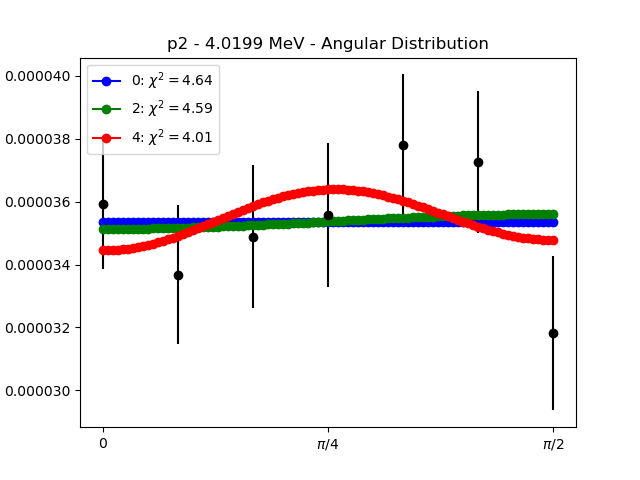 p2 - 4.0199 MeV - Angular Distribution
0: χ² = 4.64
2: χ² = 4.59
4: χ² = 4.01
0.000040
0.000038
0.000036
0.000034
0.000032
0.000030
0
π/4
π/2